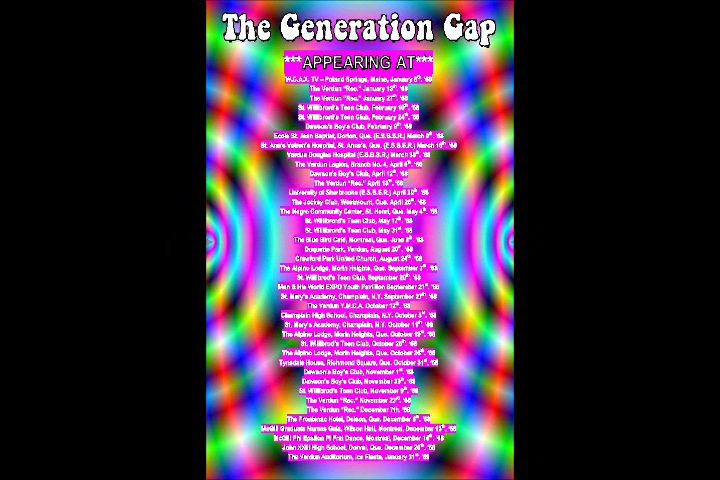 The Generation Gap
***APPEARING AT***
W.C.A.X. TV – Poland Springs, Maine, January 6th, '68
The Verdun "Rec." January 13th, '68
The Verdun "Rec." January 27th, '68
St. Willibrord's Teen Club, February 10th, '68
St. Willibrord's Teen Club, February 24th, '68
Dawson's Boy's Club, February 9th, '68
Ecole St. Jean Baptist, Dorion, Que. (E.S.B.S.R.) March 9th, '68
St. Ann's Veteran's Hospital, St. Anne's, Que. (E.S.B.S.R.) March 16th, '68
Verdun Douglas Hospital (E.S.B.S.R.) March 18th, '68
The Verdun Legion, Branch No. 4, April 6th, '68
Dawson's Boy's Club, April 12th, '68
The Verdun "Rec." April 13th, '68
University of Sherbrooke (E.S.B.S.R.) April 20th, '68
The Jockey Club, Westmount, Que. April 26th, '68
The Negro Community Center, St. Henri, Que. May 4th, '68
St. Willibrord's Teen Club, May 17th, '68
St. Willibrord's Teen Club, May 31st, '68
The Blue Bird Café, Montreal, Que. June 8th, '68
Duquette Park, Verdun, August 20th, '68
Crawford Park United Church, August 24th, '68
The Alpine Lodge, Morin Heights, Que. September 7th, '68
St. Willibrord's Teen Club, September 20th, '68
Man & His World EXPO Youth Pavillion September 21st, '68
St. Mary's Academy, Champlain, N.Y. September 27th, '68
The Verdun Y.M.C.A. October 12th, '68
Champlain High School, Champlain, N.Y. October 5th, '68
St. Mary's Academy, Champlain, N.Y. October 11th, '68
The Alpine Lodge, Morin Heights, Que. October 19th, '68
St. Willibrord's Teen Club, October 25th, '68
The Alpine Lodge, Morin Heights, Que. October 26th, '68
Tyndale House, Richmond Square, Que. October 31st, '68
Dawson's Boy's Club, November 1st, '68
Dawson's Boy's Club, November 23rd, '68
St. Willibrord's Teen Club, November 9th, '68
The Verdun "Rec." November 22nd, '68
The Verdun "Rec." December 7th, '68
The Frontenac Hotel, Delson, Que. December 6th, '68
McGill Graduate Nurses Gala, Wilson Hall, Montreal, December 13th, '68
McGill Phi Epsilon Pi Frat Dance, Montreal, December 14th, '68
John XXIII High School, Dorval, Que. December 20th, '68
The Verdun Auditorium, Ice Fiesta, January 31st, '69